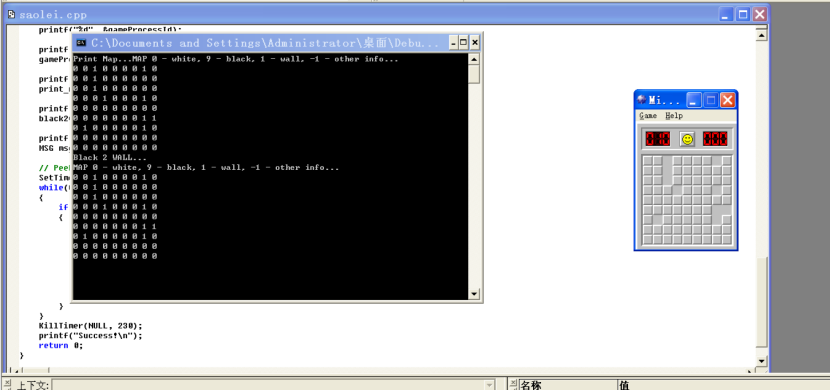 saolei.cpp
printf("%d", &gameProcessId);
C:\Documents and Settings\Administrator\桌面\Debu...
printf
gamePr
Print Map...MAP 0 - white, 9 - black, 1 - wall, -1 - other info...
0 0 1 0 0 0 0 1 0
printf
0 0 1 0 0 0 0 0 0
print_
0 0 1 0 0 0 0 0 0
0 0 0 1 0 0 0 1 0
printf
0 0 0 0 0 0 0 0 0
black2
0 0 0 0 0 0 0 1 1
0 1 0 0 0 0 0 1 0
printf
0 0 0 0 0 0 0 0 0
MSG ms
0 0 0 0 0 0 0 0 0
Black 2 WALL...
// Pee
MAP 0 - white, 9 - black, 1 - wall, -1 - other info...
SetTim
0 0 1 0 0 0 0 1 0
while(
0 0 1 0 0 0 0 0 0
{
0 0 1 0 0 0 0 0 0
if
0 0 0 1 0 0 0 1 0
{
0 0 0 0 0 0 0 0 0
0 0 0 0 0 0 0 1 1
0 1 0 0 0 0 0 1 0
0 0 0 0 0 0 0 0 0
0 0 0 0 0 0 0 0 0
}
}
KillTimer(NULL, 230);
printf("Success!\n");
return 0;
}
Mi...
Game Help
010 000
上下文:
名称 值